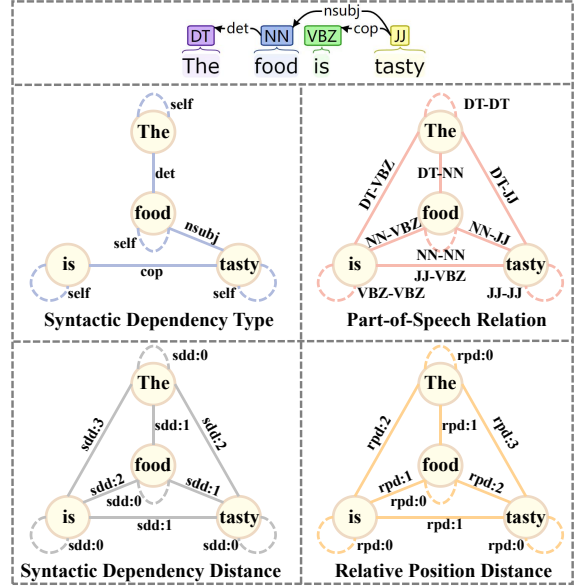 nsubj
det cop
DT NN VBZ JJ
The food is tasty
self
The
det
food
self
nsubj
is
tasty
cop
self
self
Syntactic Dependency Type
DT-DT
The
DT-VBZ
DT-NN
DT-JJ
food
NN-VBZ
NN-JJ
is
NN-NN
tasty
JJ-VBZ
VBZ-VBZ
JJ-JJ
Part-of-Speech Relation
sdd:0
The
sdd:3
sdd:1
sdd:2
food
sdd:2
sdd:1
sdd:0
is
tasty
sdd:1
sdd:0
sdd:0
Syntactic Dependency Distance
rpd:0
The
rpd:2
rpd:1
rpd:3
food
rpd:1
rpd:2
rpd:0
is
tasty
rpd:1
rpd:0
rpd:0
Relative Position Distance